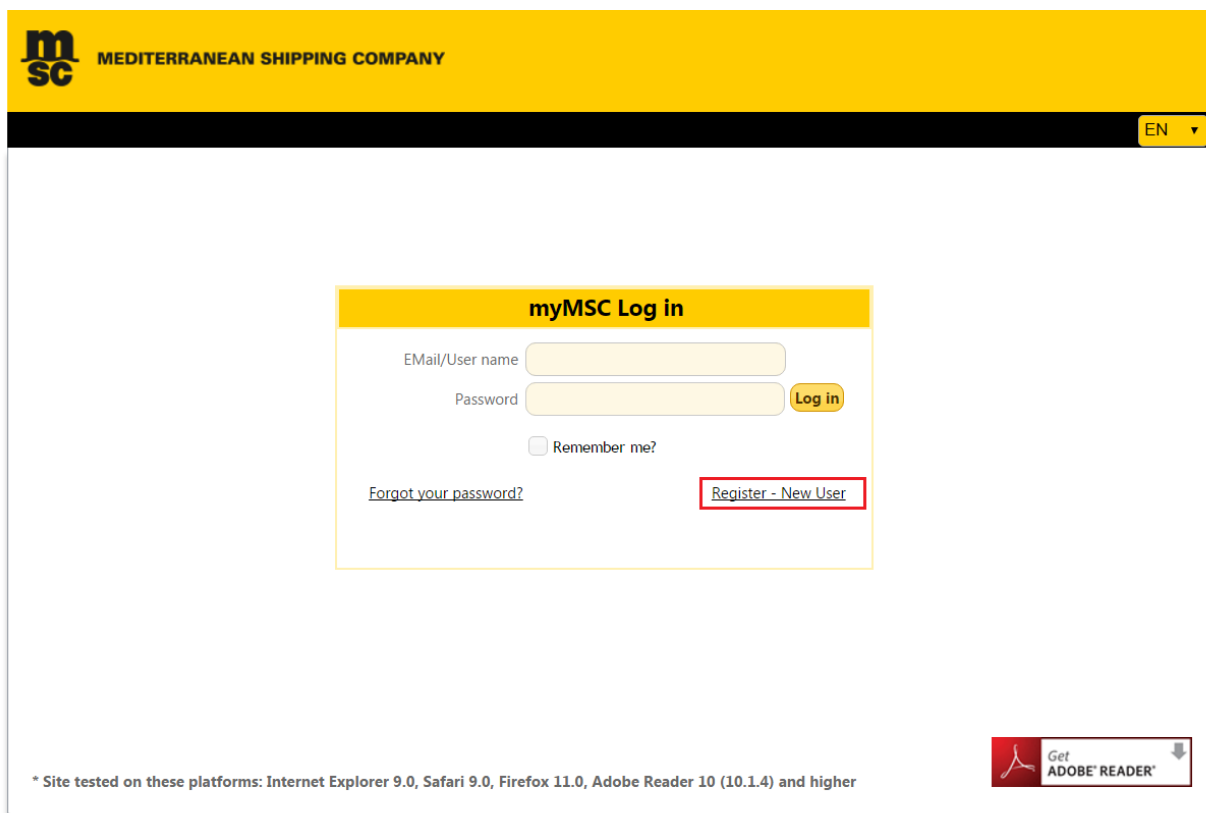 msc MEDITERRANEAN SHIPPING COMPANY
EN
myMSC Log in
EMail/User name
Password
Log in
Remember me?
Forgot your password? Register - New User
Get
ADOBE® READER®
* Site tested on these platforms: Internet Explorer 9.0, Safari 9.0, Firefox 11.0, Adobe Reader 10 (10.1.4) and higher